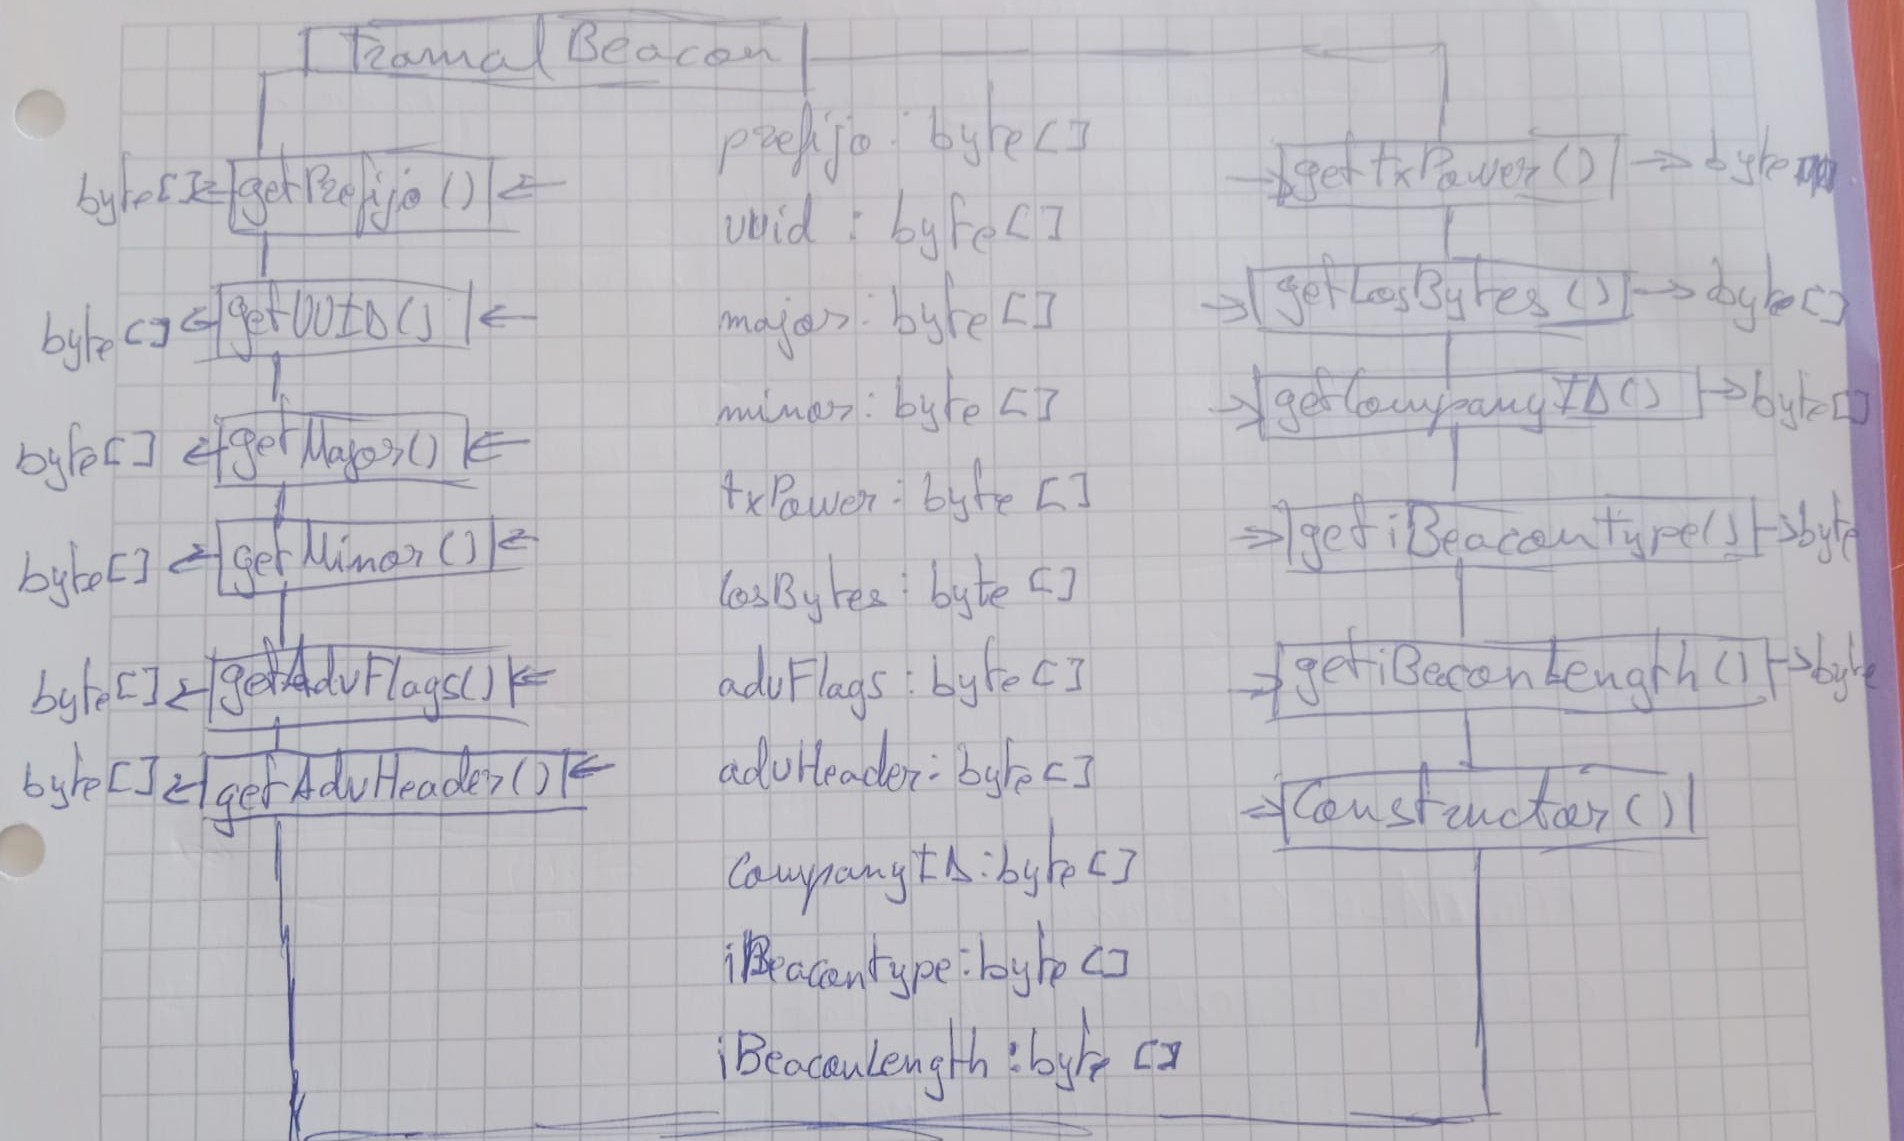 TramaIBeacon
byte[] getPrefijo()
byte[] getUUID()
byte[] getMajor()
byte[] getMinor()
byte[] getAdvFlags()
byte[] getAdvHeader()
prefijo: byte[]
uuid: byte[]
major: byte[]
minor: byte[]
txPower: byte[]
losBytes: byte[]
advFlags: byte[]
advHeader: byte[]
companyID: byte[]
iBeacontype: byte[]
iBeaconLength: byte[]
getTxPower() byte
getLosBytes() byte[]
getCompanyID() byte[]
getiBeacontype() byte
getiBeconLength() byte
Constructor()